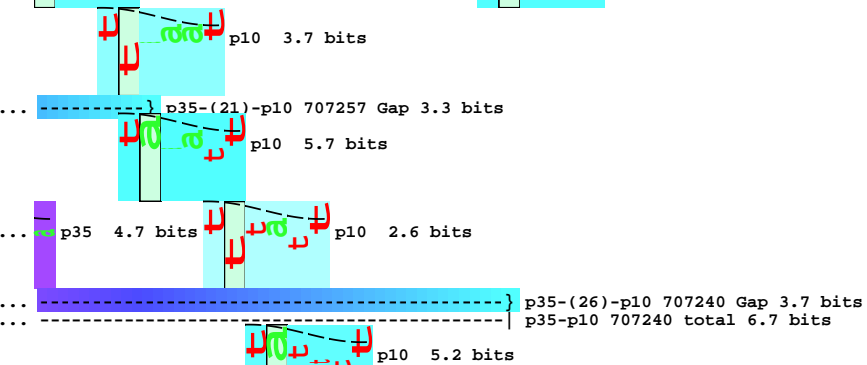 p10 3.7 bits
... ----------} p35-(21)-p10 707257 Gap 3.3 bits
p10 5.7 bits
... p35 4.7 bits p10 2.6 bits
... --------------------------------------------} p35-(26)-p10 707240 Gap 3.7 bits
... --------------------------------------------| p35-p10 707240 total 6.7 bits
p10 5.2 bits